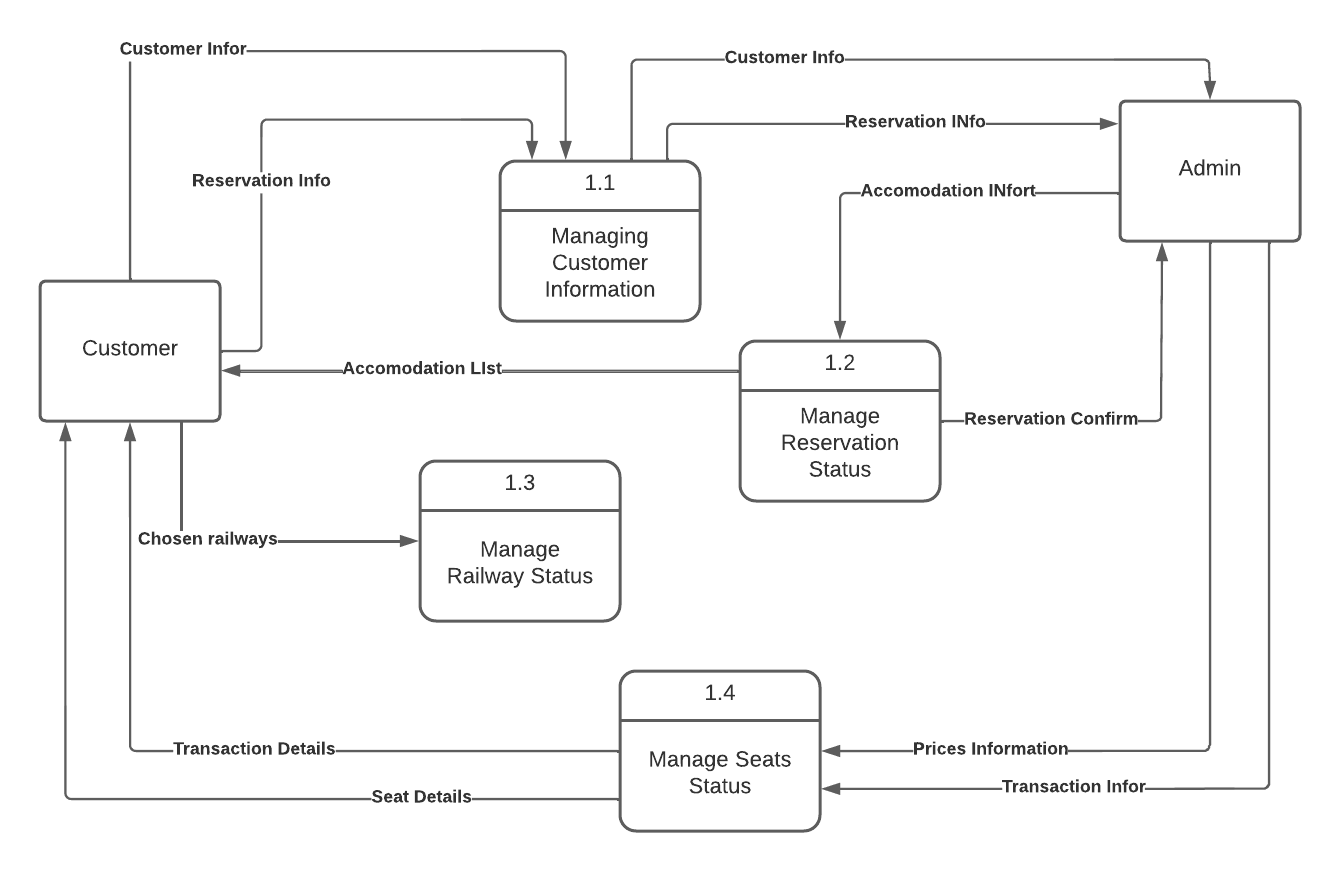 Customer Infor
Customer Info
Reservation INfo
Admin
Reservation Info
1.1
Managing
Customer
Information
Accomodation INfort
Customer
Accomodation LIst
1.2
Manage
Reservation
Status
Reservation Confirm
1.3
Manage
Railway Status
Chosen railways
1.4
Manage Seats
Status
Transaction Details
Prices Information
Seat Details
Transaction Infor